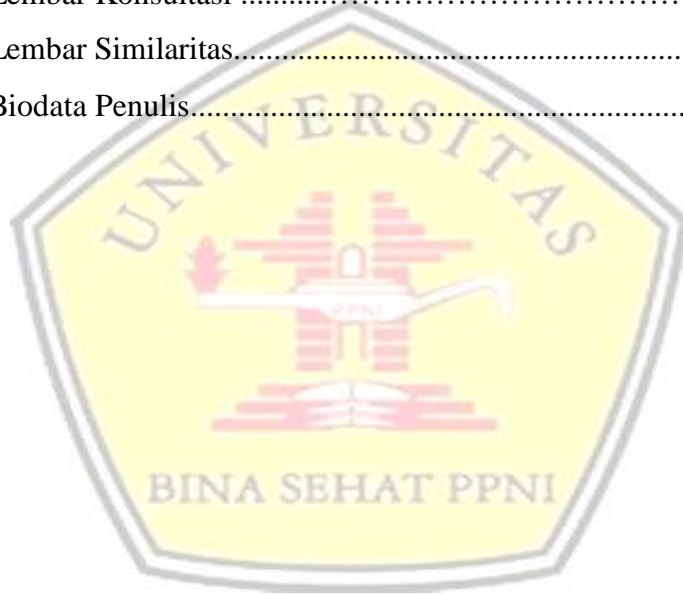 Lembar Konsultasi ..............................................
Lembar Similaritas..............................................................
Biodata Penulis....................................................................
UNIVERSITAS
PPNI
BINA SEHAT PPNI